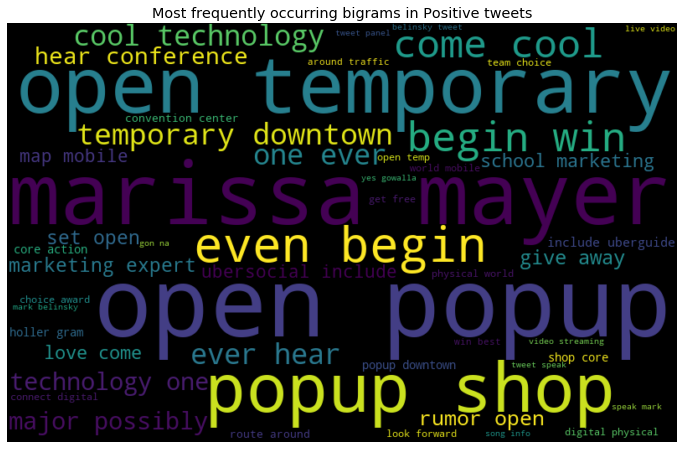 Most frequently occurring bigrams in Positive tweets
cool technology
tweet panel
belinsky tweet
live video
hear conference
come cool
around traffic
team choice
open temporary
convention center
temporary downtown
begin win
map mobile
one ever
open temp
school marketing
world mobile
marissa mayer
yes gowalla
get free
set open
gon na
even begin
include uberguide
core action
marketing expert
ubersocial include
physical world
give away
choice award
mark belinsky
open popup
holler gram
love come
ever hear
win best
video streaming
popup downtown
tweet speak
shop core
technology one
connect digital
popup shop
speak mark
major possibly
rumor open
route around
look forward
song info
digital physical